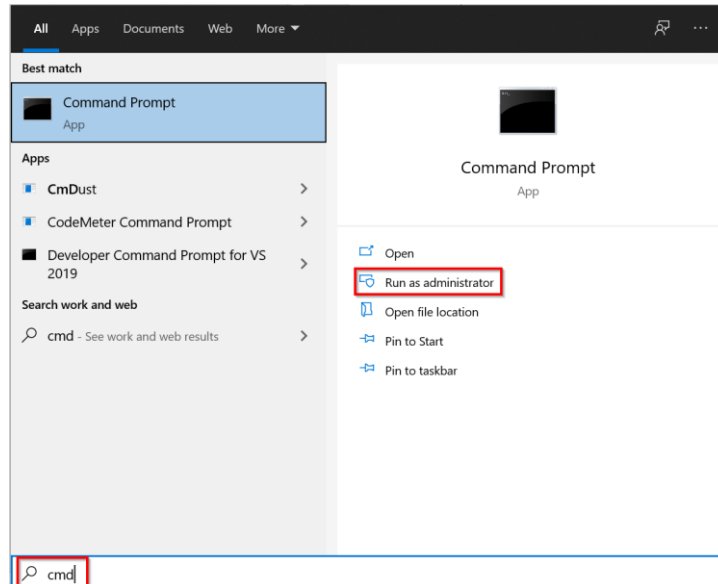 All Apps Documents Web More
Best match
Command Prompt
App
Apps
CmDust
CodeMeter Command Prompt
Developer Command Prompt for VS
2019
Search work and web
cmd - See work and web results
Command Prompt
App
Open
Run as administrator
Open file location
Pin to Start
Pin to taskbar
cmd